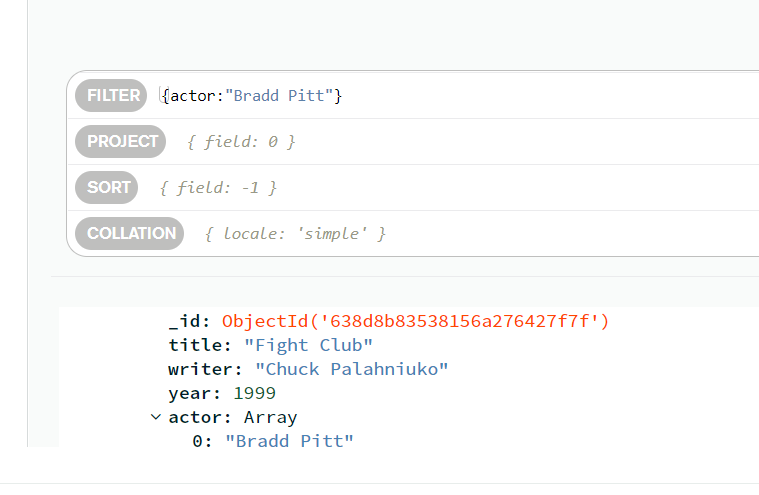 FILTER {actor:"Bradd Pitt"}
PROJECT { field: 0 }
SORT { field: -1 }
COLLATION { locale: 'simple' }
_id: ObjectId('638d8b83538156a276427f7f')
title: "Fight Club"
writer: "Chuck Palahniuko"
year: 1999
actor: Array
0: "Bradd Pitt"